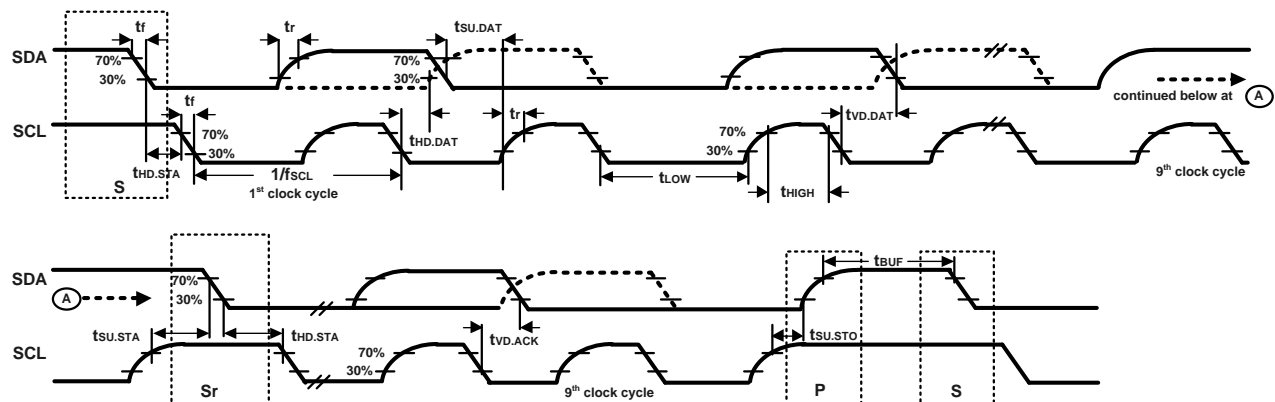 tf
tr
tSU.DAT
SDA
70%
30%
70%
30%
continued below at A
tf
tHD.DAT
tr
tVD.DAT
SCL
70%
30%
70%
30%
tHD.STA
1/fSCL
tLOW
tHIGH
S
1st clock cycle
9th clock cycle
tBUF
SDA
70%
30%
A
tSU.STA
tHD.STA
tVD.ACK
tSU.STO
SCL
70%
30%
Sr
9th clock cycle
P
S